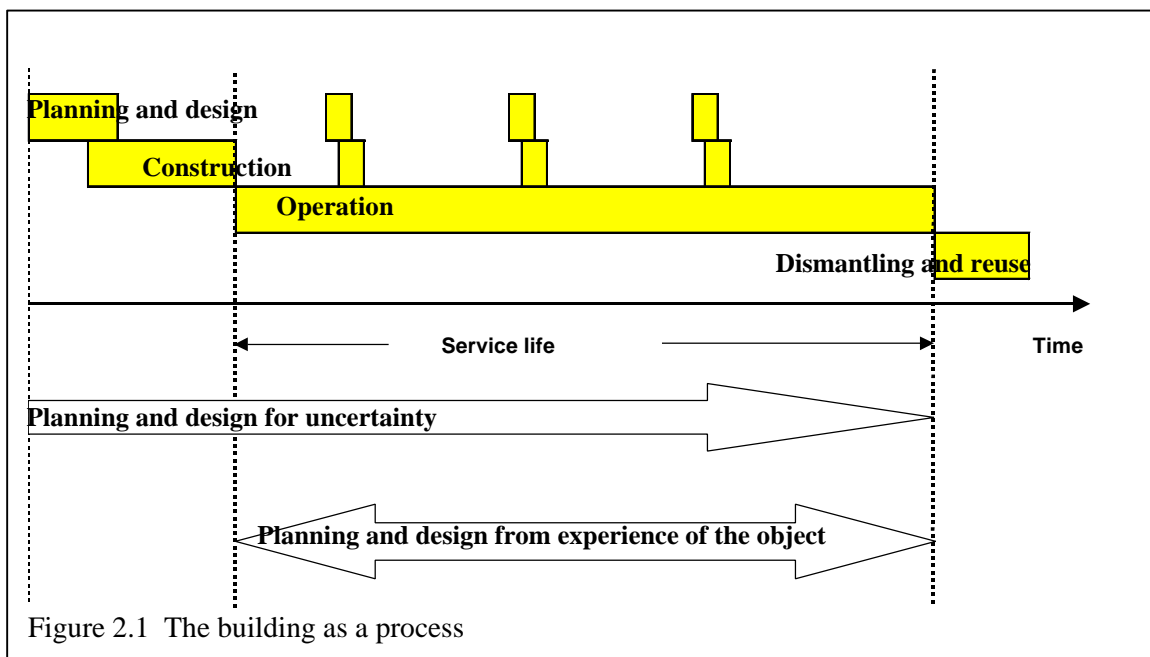 Planning and design
Construction
Operation
Dismantling and reuse
Service life
Time
Planning and design for uncertainty
Planning and design from experience of the object
Figure 2.1  The building as a process